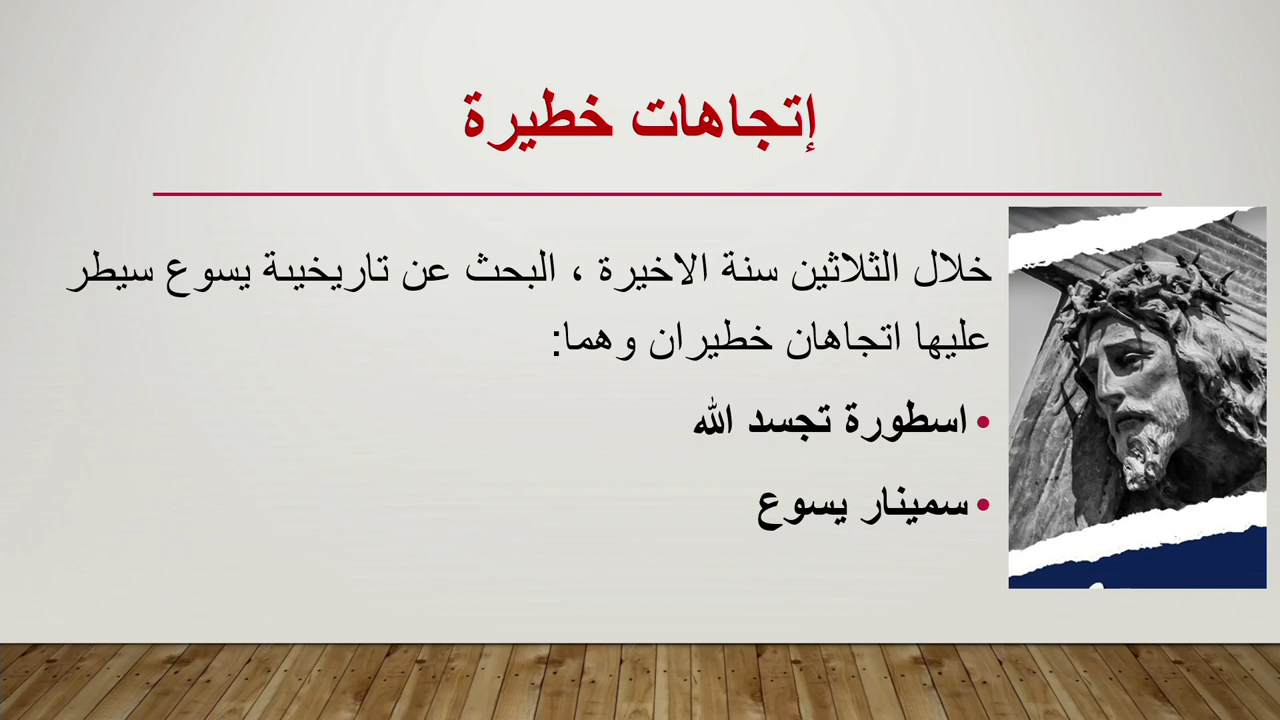 إتجاهات خطيرة
خلال الثلاثين سنة الاخيرة ، البحث عن تاريخيىة يسوع سيطر
عليها اتجاهان خطيران وهما:
• اسطورة تجسد الله
• سمينار يسوع